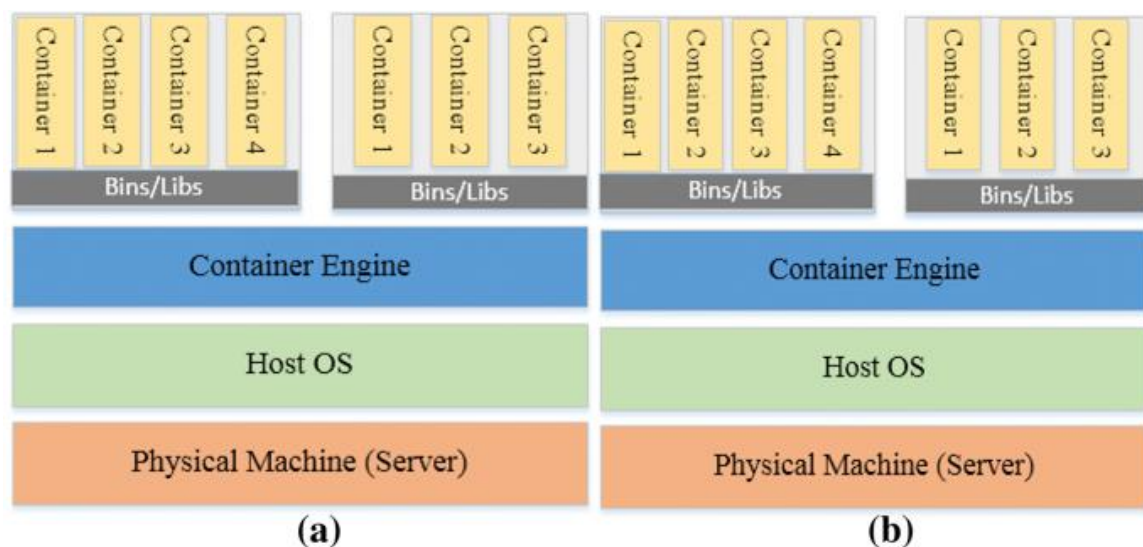 Container 1
Container 2
Container 3
Container 4
Bins/Libs
Container 1
Container 2
Container 3
Bins/Libs
Container Engine
Host OS
Physical Machine (Server)
(a)
Container 1
Container 2
Container 3
Container 4
Bins/Libs
Container 1
Container 2
Container 3
Bins/Libs
Container Engine
Host OS
Physical Machine (Server)
(b)